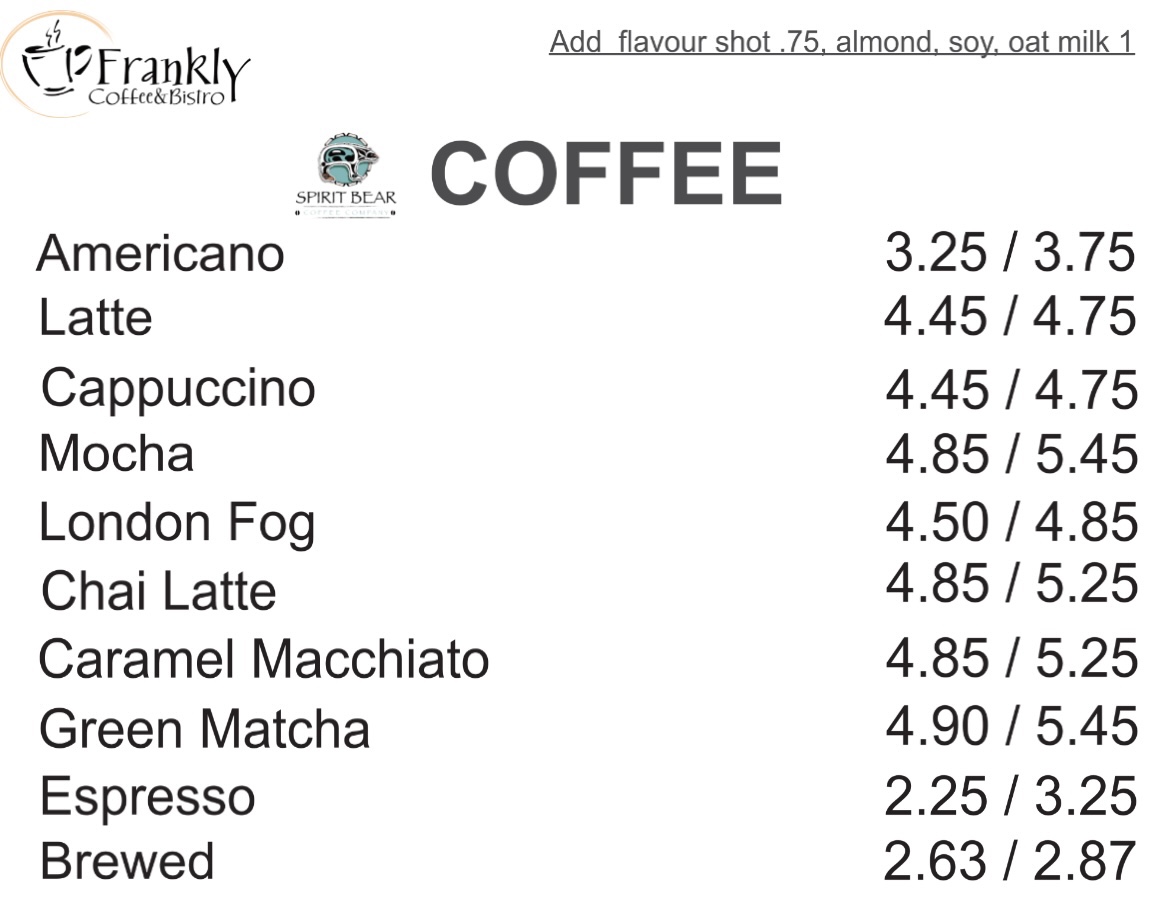 Frankly
Coffee&Bistro
Add flavour shot .75, almond, soy, oat milk 1
SPIRIT BEAR
COFFEE COMPANY
COFFEE
Americano 3.25 / 3.75
Latte 4.45 / 4.75
Cappuccino 4.45 / 4.75
Mocha 4.85 / 5.45
London Fog 4.50 / 4.85
Chai Latte 4.85 / 5.25
Caramel Macchiato 4.85 / 5.25
Green Matcha 4.90 / 5.45
Espresso 2.25 / 3.25
Brewed 2.63 / 2.87